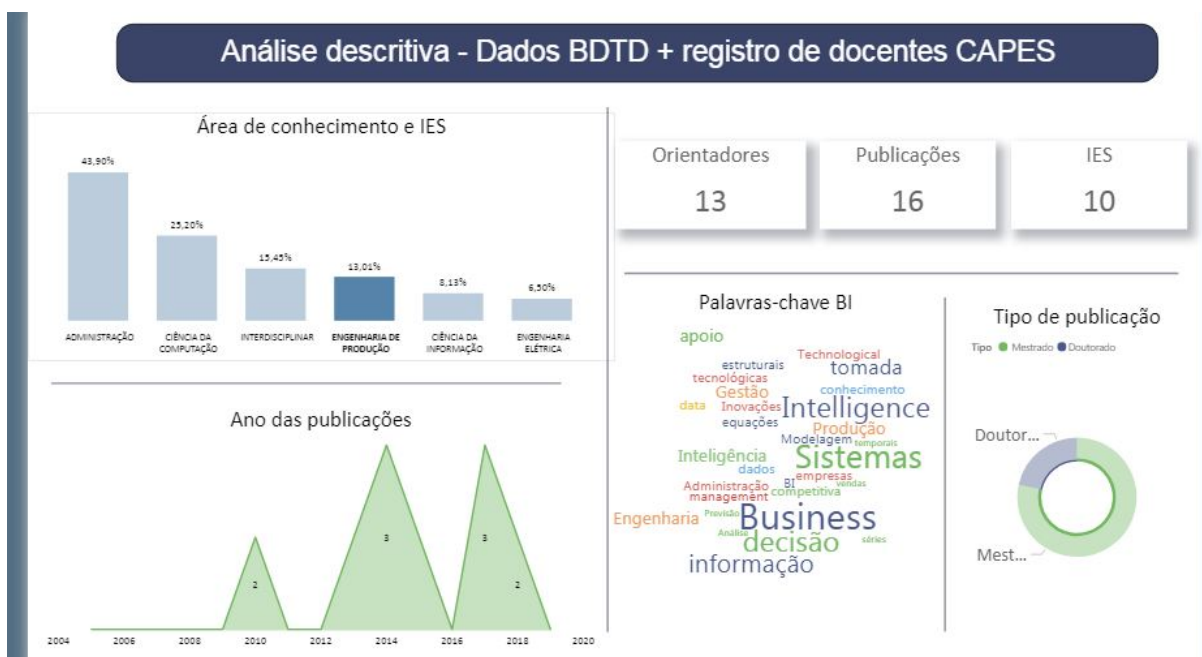 Análise descritiva - Dados BDTD + registro de docentes CAPES
Área de conhecimento e IES
43,90%
25,20%
15,45%
13,01%
8,13%
6,50%
ADMINISTRAÇÃO
CIÊNCIA DA
COMPUTAÇÃO
INTERDISCIPLINAR
ENGENHARIA DE
PRODUÇÃO
CIÊNCIA DA
INFORMAÇÃO
ENGENHARIA
ELÉTRICA
Orientadores
13
Publicações
16
IES
10
Ano das publicações
2
3
3
2
2004 2006 2008 2010 2012 2014 2016 2018 2020
Palavras-chave BI
apoio
Technological
estruturais
tomada
tecnológicas
Gestão
conhecimento
data
Inovações
Intelligence
equações
Produção
Modelagem
temporais
Inteligência
Sistemas
dados
empresas
Administração
BI
vendas
management
competitiva
Engenharia
Previsão
Business
Análise
decisão
séries
informação
Tipo de publicação
Tipo Mestrado Doutorado
Doutor...
Mest...